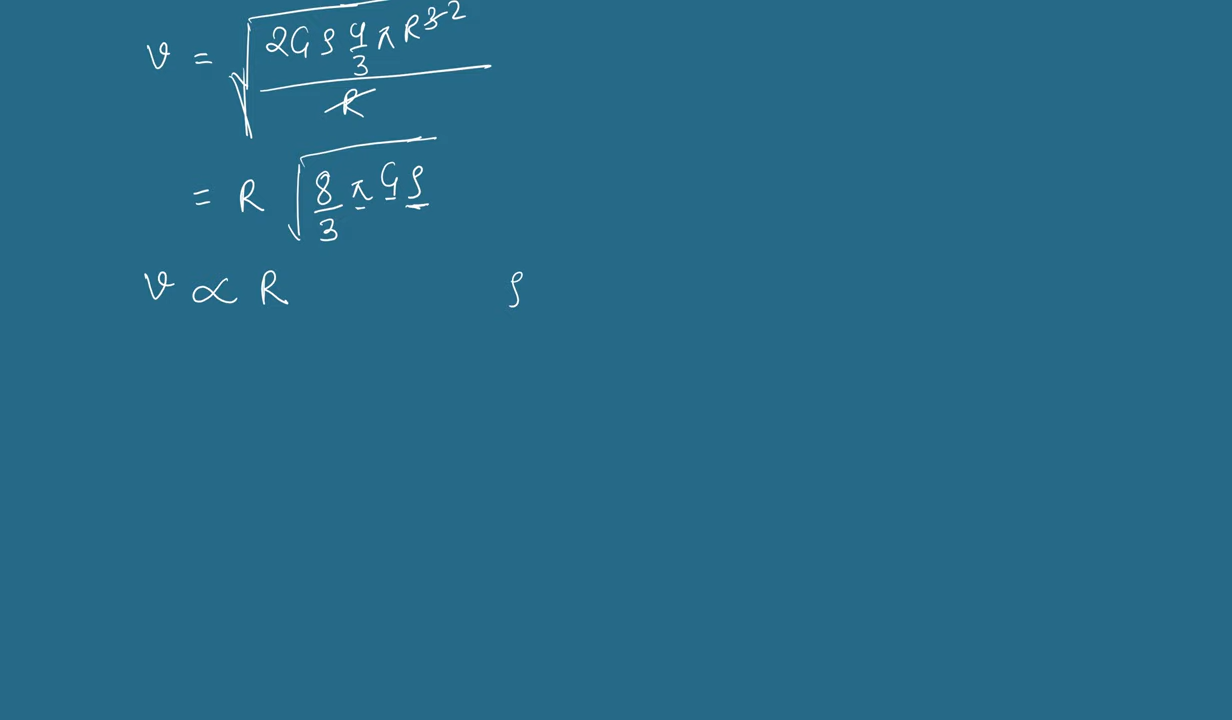 v = √(2Gρ 4/3 πR³⁻² / R)
= R √(8/3 πGρ)
v ∝ R ρ